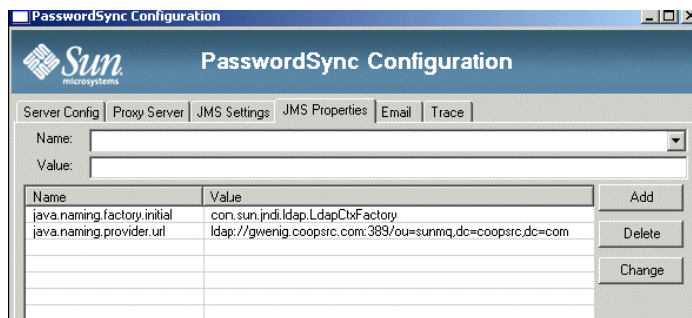 PasswordSync Configuration
Sun
microsystems
PasswordSync Configuration
Server Config Proxy Server JMS Settings JMS Properties Email Trace
Name:
Value:
Name Value Add
java.naming.factory.initial com.sun.jndi.ldap.LdapCtxFactory
java.naming.provider.url ldap://gwenig.coopsrc.com:389/ou=sunmq,dc=coopsrc,dc=com Delete
Change